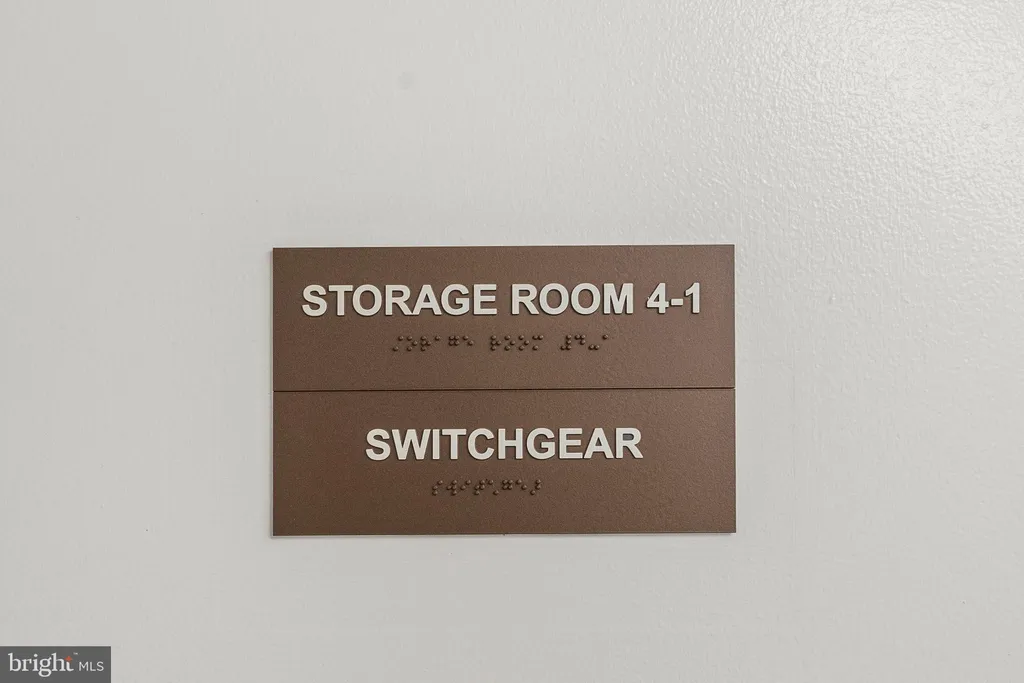 STORAGE ROOM 4-1
SWITCHGEAR
bright MLS